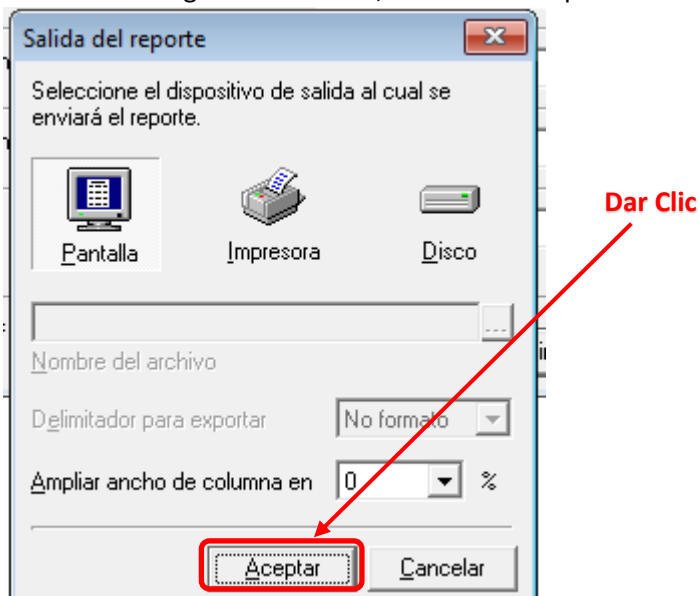 Salida del reporte
Seleccione el dispositivo de salida al cual se
enviará el reporte.
Pantalla
Impresora
Disco
Dar Clic
...
Nombre del archivo
Delimitador para exportar
No formato
Ampliar ancho de columna en
0
%
Aceptar
Cancelar